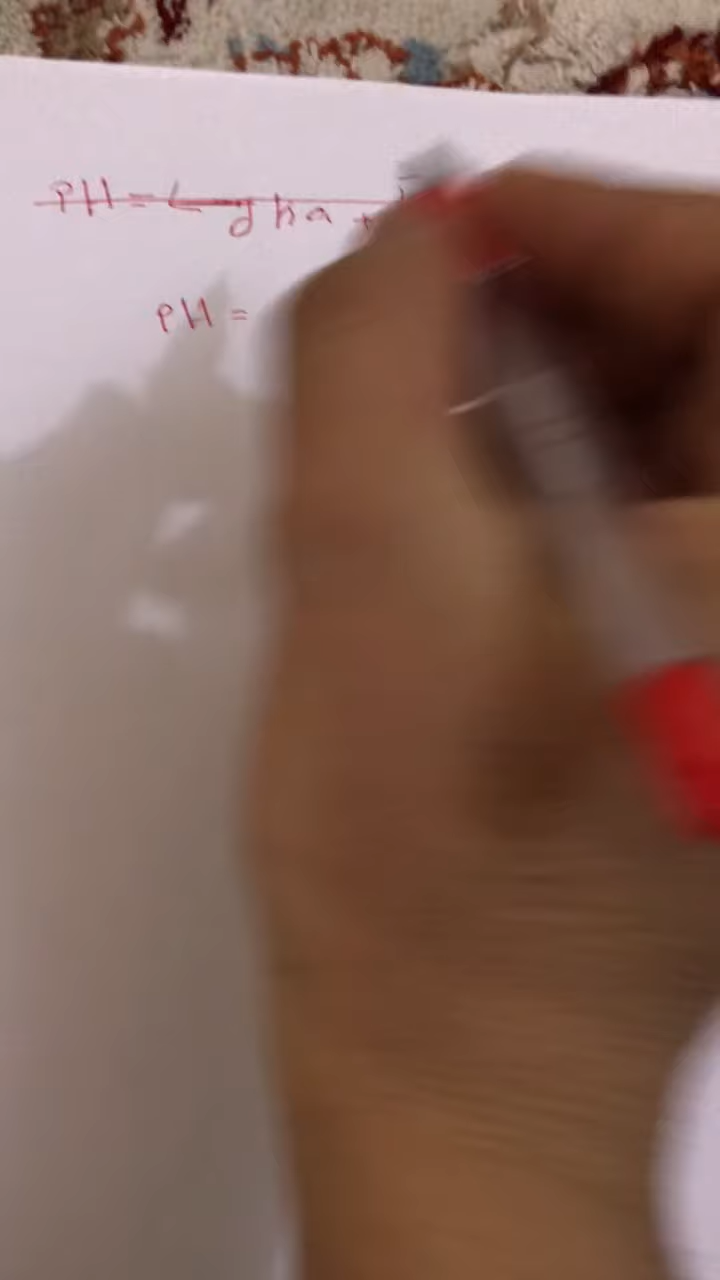 PH = Log ka +
PH =